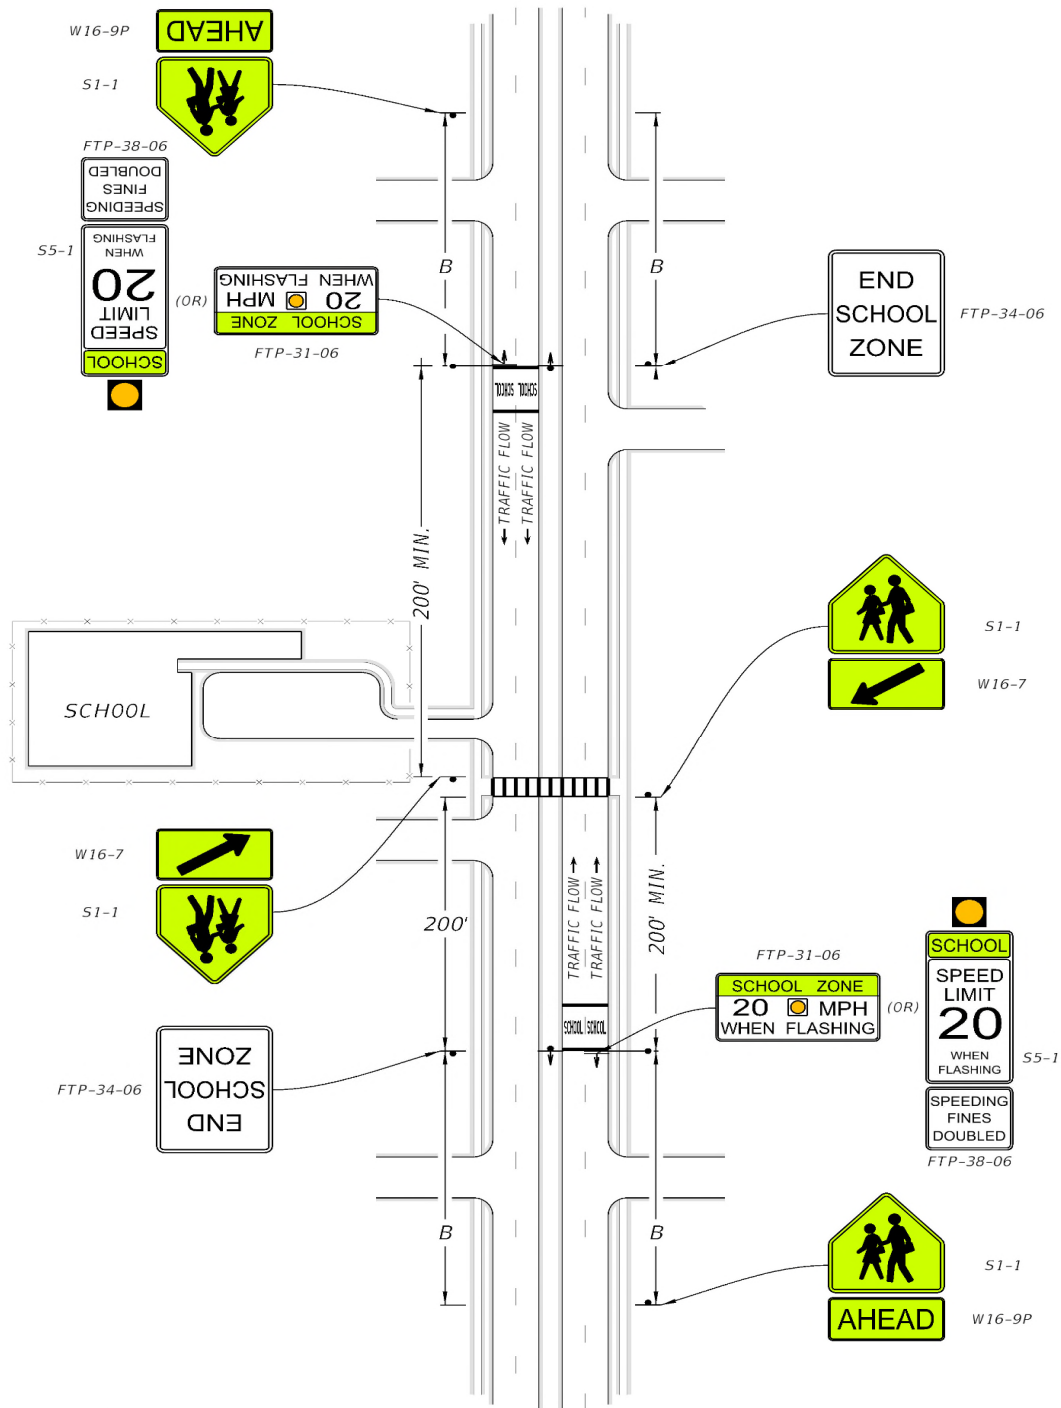 W16-9P
AHEAD
S1-1
FTP-38-06
SPEEDING
FINES
DOUBLED
S5-1
SCHOOL
SPEED
LIMIT
20
WHEN
FLASHING
(OR)
SCHOOL ZONE
20 MPH
WHEN FLASHING
FTP-31-06
B
B
END
SCHOOL
ZONE
FTP-34-06
SCHOOL SCHOOL
TRAFFIC FLOW
TRAFFIC FLOW
200' MIN.
S1-1
W16-7
SCHOOL
W16-7
S1-1
200'
TRAFFIC FLOW
TRAFFIC FLOW
200' MIN.
SCHOOL SCHOOL
FTP-31-06
SCHOOL ZONE
20 MPH
WHEN FLASHING
(OR)
SCHOOL
SPEED
LIMIT
20
WHEN
FLASHING
S5-1
SPEEDING
FINES
DOUBLED
FTP-38-06
FTP-34-06
END
SCHOOL
ZONE
B
B
S1-1
AHEAD
W16-9P